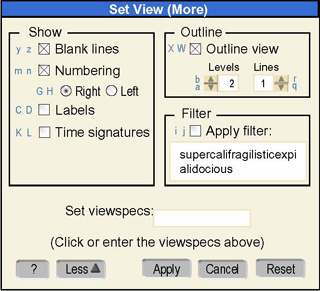 Set View (More)
Show
y z Blank lines
m n Numbering
G H Right Left
C D Labels
K L Time signatures
Outline
X W Outline view
Levels Lines
b a 2 1 r q
Filter
i j Apply filter:
supercalifragilisticexpi
alidocious
Set viewspecs:
(Click or enter the viewspecs above)
? Less Apply Cancel Reset